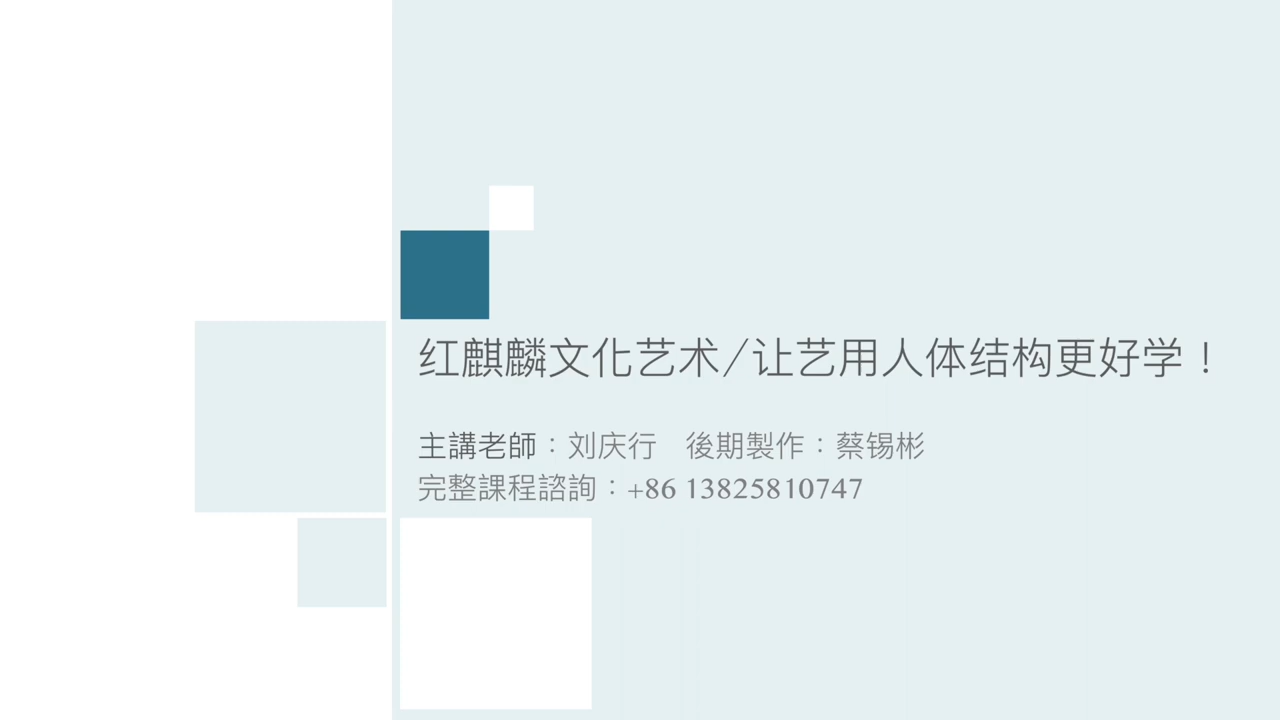 红麒麟文化艺术/让艺用人体结构更好学！
主講老師：刘庆行　後期製作：蔡锡彬
完整課程諮詢：+86 13825810747